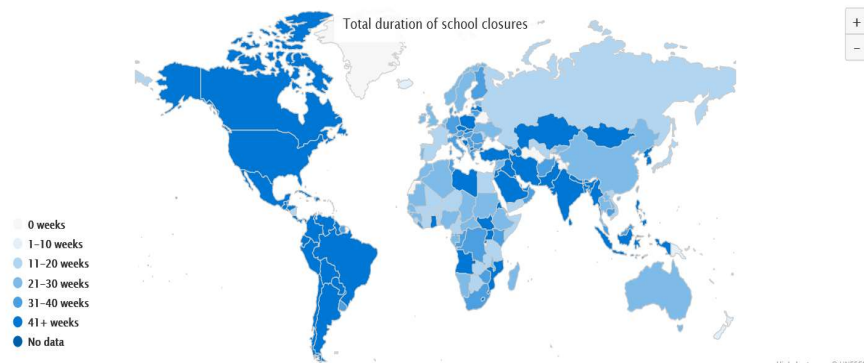 Total duration of school closures
+
−
0 weeks
1–10 weeks
11–20 weeks
21–30 weeks
31–40 weeks
41+ weeks
No data